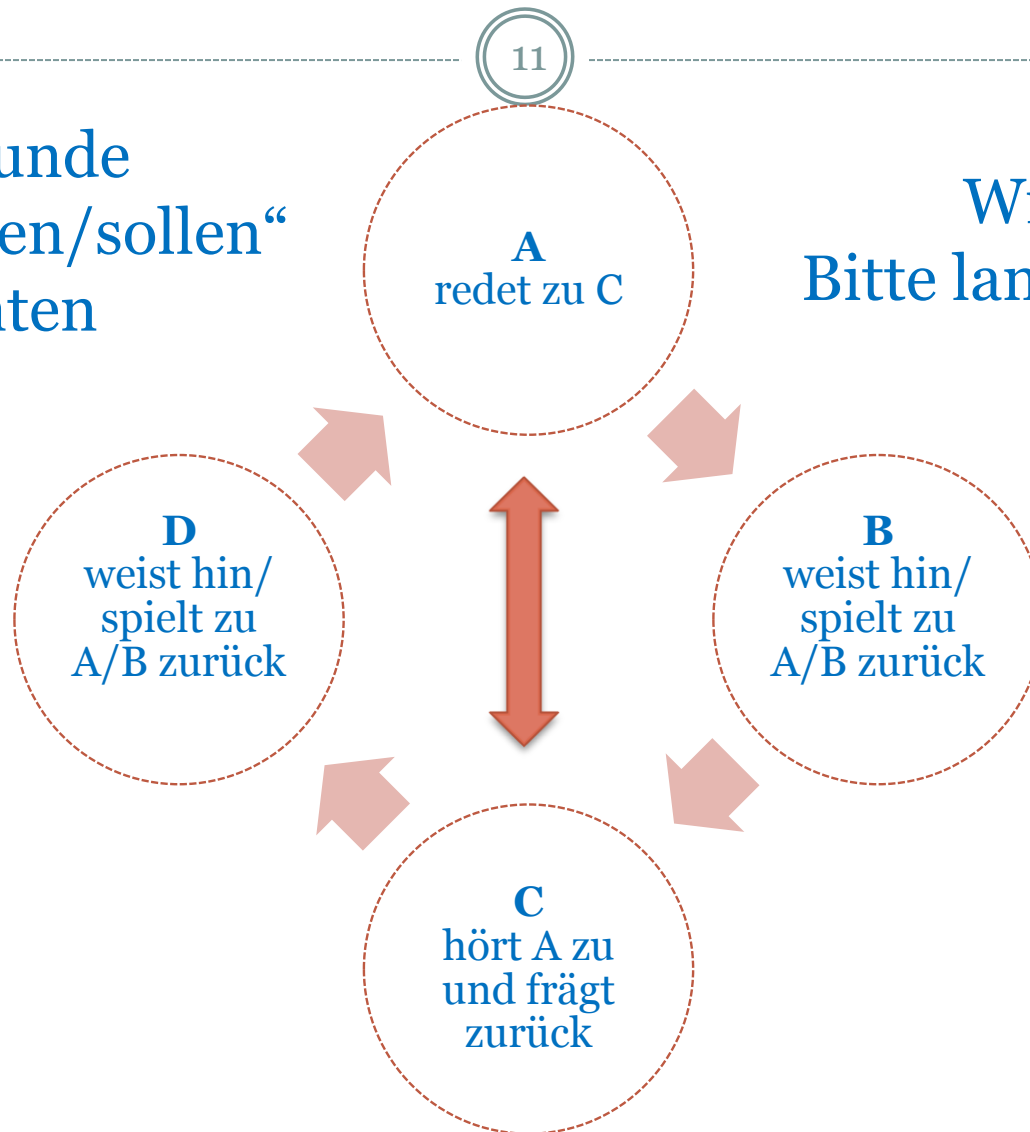 11
unde
en/sollen“
ten
Bitte lan
A
redet zu C
D
weist hin/
spielt zu
A/B zurück
B
weist hin/
spielt zu
A/B zurück
C
hört A zu
und frägt
zurück